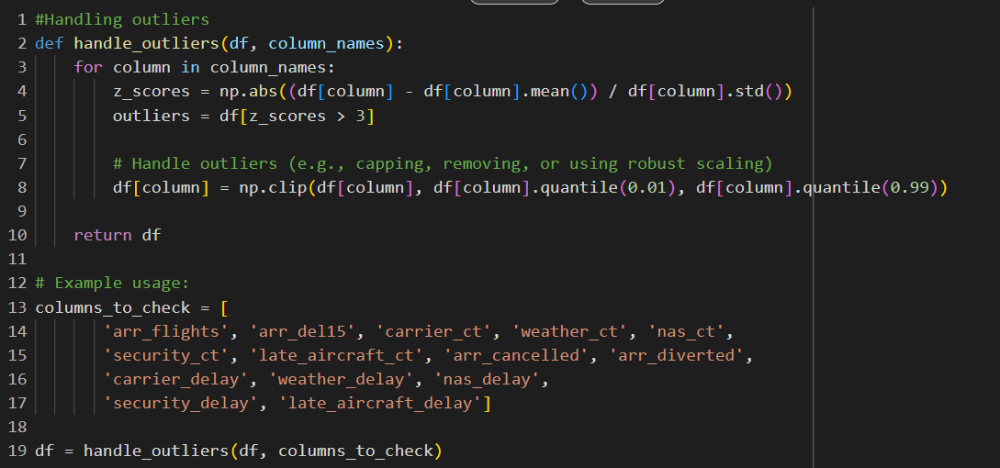 1 #Handling outliers
2 def handle_outliers(df, column_names):
3     for column in column_names:
4         z_scores = np.abs((df[column] - df[column].mean()) / df[column].std())
5         outliers = df[z_scores > 3]
6
7         # Handle outliers (e.g., capping, removing, or using robust scaling)
8         df[column] = np.clip(df[column], df[column].quantile(0.01), df[column].quantile(0.99))
9
10     return df
11
12 # Example usage:
13 columns_to_check = [
14        'arr_flights', 'arr_del15', 'carrier_ct', 'weather_ct', 'nas_ct',
15        'security_ct', 'late_aircraft_ct', 'arr_cancelled', 'arr_diverted',
16        'carrier_delay', 'weather_delay', 'nas_delay',
17        'security_delay', 'late_aircraft_delay']
18
19 df = handle_outliers(df, columns_to_check)